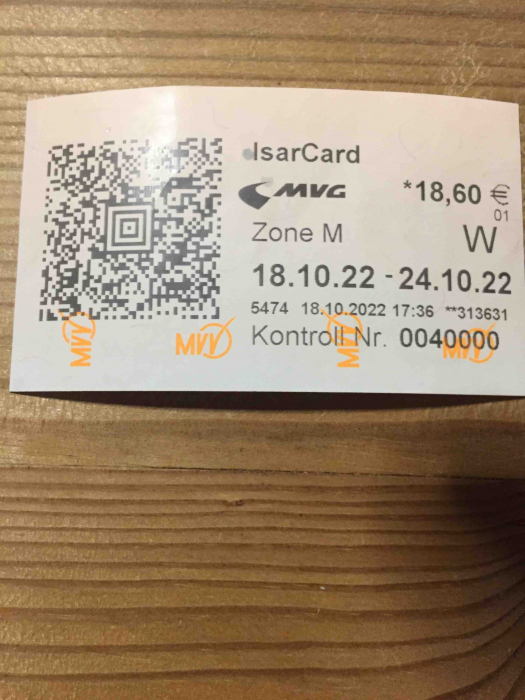 IsarCard
MVG *18,60 €
01
Zone M W
18.10.22 - 24.10.22
5474 18.10.2022 17:36 **313631
Kontroll Nr. 0040000
MVV MVV MVV MVV